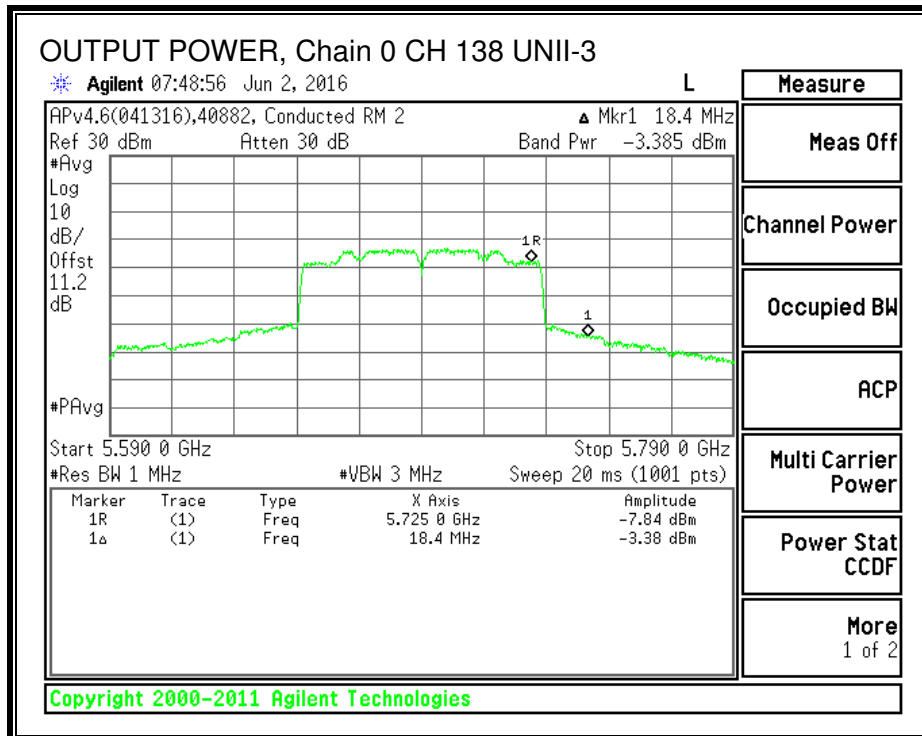 OUTPUT POWER, Chain 0 CH 138 UNII-3
Agilent 07:48:56 Jun 2, 2016 L
Measure
APv4.6(041316),40882, Conducted RM 2 Δ Mkr1 18.4 MHz
Ref 30 dBm Atten 30 dB Band Pwr -3.385 dBm
#Avg
Log
10
dB/
Offst
11.2
dB
1R
1
#PAvg
Start 5.590 0 GHz Stop 5.790 0 GHz
#Res BW 1 MHz #VBW 3 MHz Sweep 20 ms (1001 pts)
Marker Trace Type X Axis Amplitude
1R (1) Freq 5.725 0 GHz -7.84 dBm
1Δ (1) Freq 18.4 MHz -3.38 dBm
Meas Off
Channel Power
Occupied BW
ACP
Multi Carrier
Power
Power Stat
CCDF
More
1 of 2
Copyright 2000-2011 Agilent Technologies